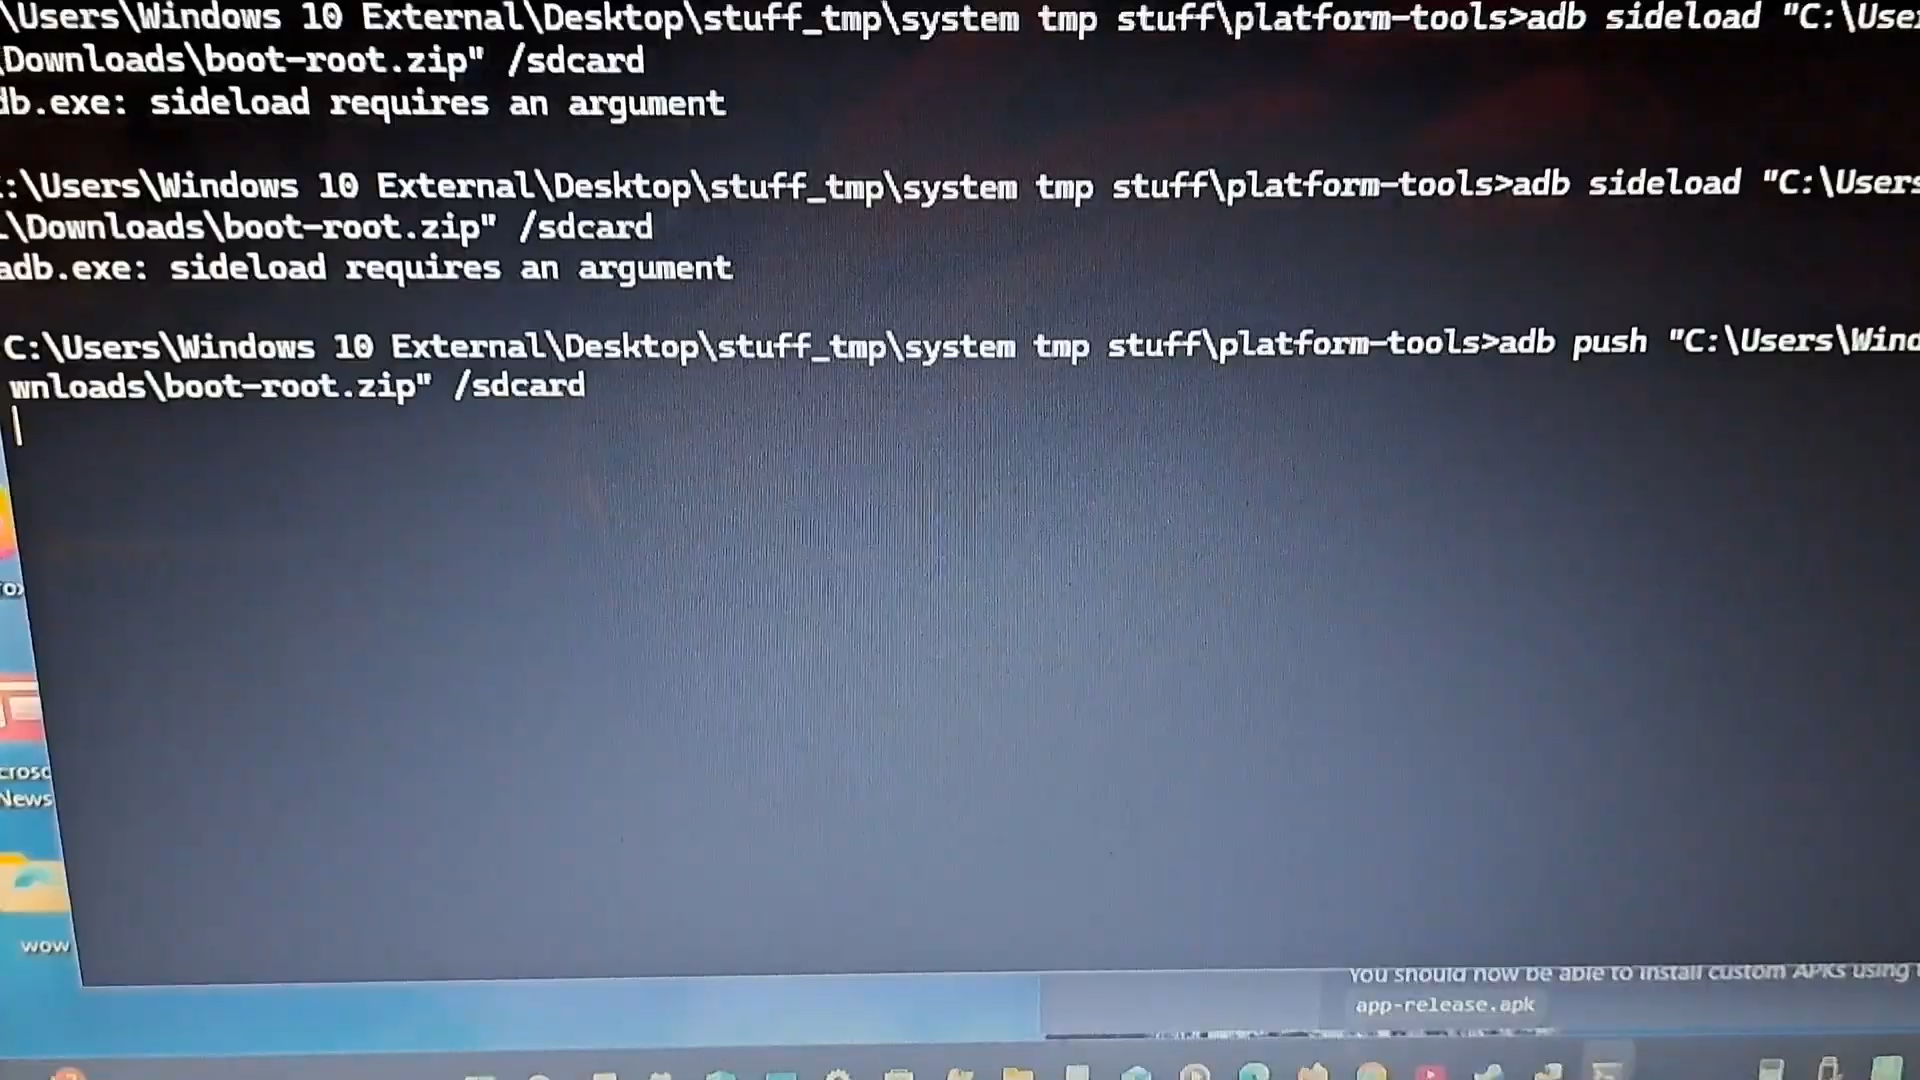 \Users\Windows 10 External\Desktop\stuff_tmp\system tmp stuff\platform-tools>adb sideload "C:\User
\Downloads\boot-root.zip" /sdcard
db.exe: sideload requires an argument
:\Users\Windows 10 External\Desktop\stuff_tmp\system tmp stuff\platform-tools>adb sideload "C:\Users
\Downloads\boot-root.zip" /sdcard
adb.exe: sideload requires an argument
C:\Users\Windows 10 External\Desktop\stuff_tmp\system tmp stuff\platform-tools>adb push "C:\Users\Wind
wnloads\boot-root.zip" /sdcard
crosc
News
wow
You should now be able to install custom APKs using
app-release.apk